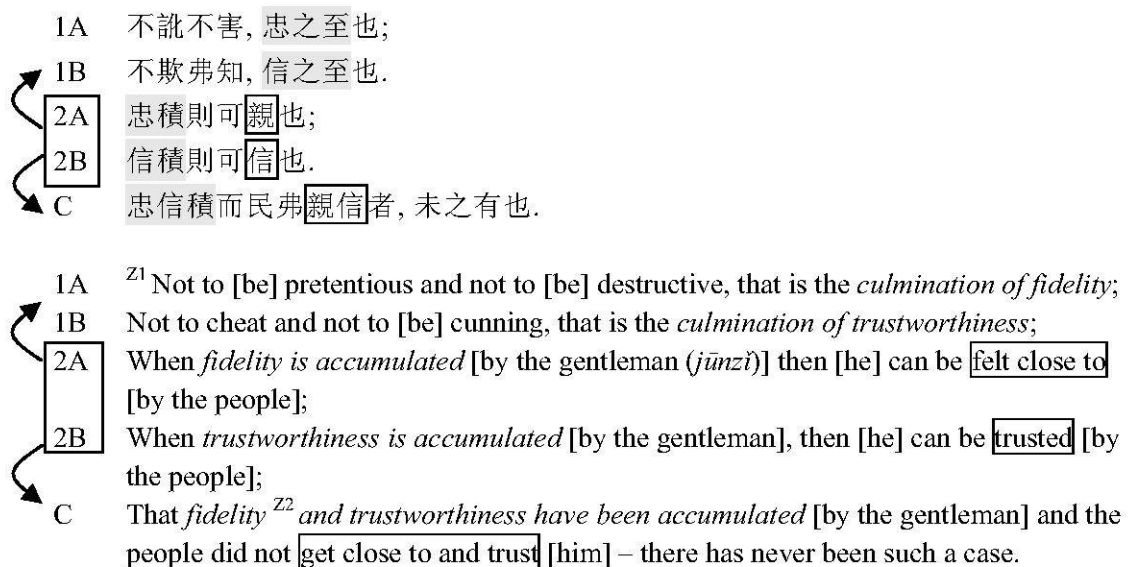 1A 不訛不害, 忠之至也;
1B 不欺弗知, 信之至也.
2A 忠積則可親也;
2B 信積則可信也.
C 忠信積而民弗親信者, 未之有也.
1A Z1 Not to [be] pretentious and not to [be] destructive, that is the culmination of fidelity;
1B Not to cheat and not to [be] cunning, that is the culmination of trustworthiness;
2A When fidelity is accumulated [by the gentleman (jūnzǐ)] then [he] can be felt close to
[by the people];
2B When trustworthiness is accumulated [by the gentleman], then [he] can be trusted [by
the people];
C That fidelity Z2 and trustworthiness have been accumulated [by the gentleman] and the
people did not get close to and trust [him] – there has never been such a case.